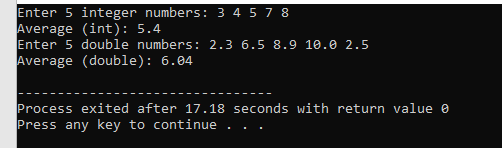 Enter 5 integer numbers: 3 4 5 7 8
Average (int): 5.4
Enter 5 double numbers: 2.3 6.5 8.9 10.0 2.5
Average (double): 6.04
--------------------------------
Process exited after 17.18 seconds with return value 0
Press any key to continue . . .